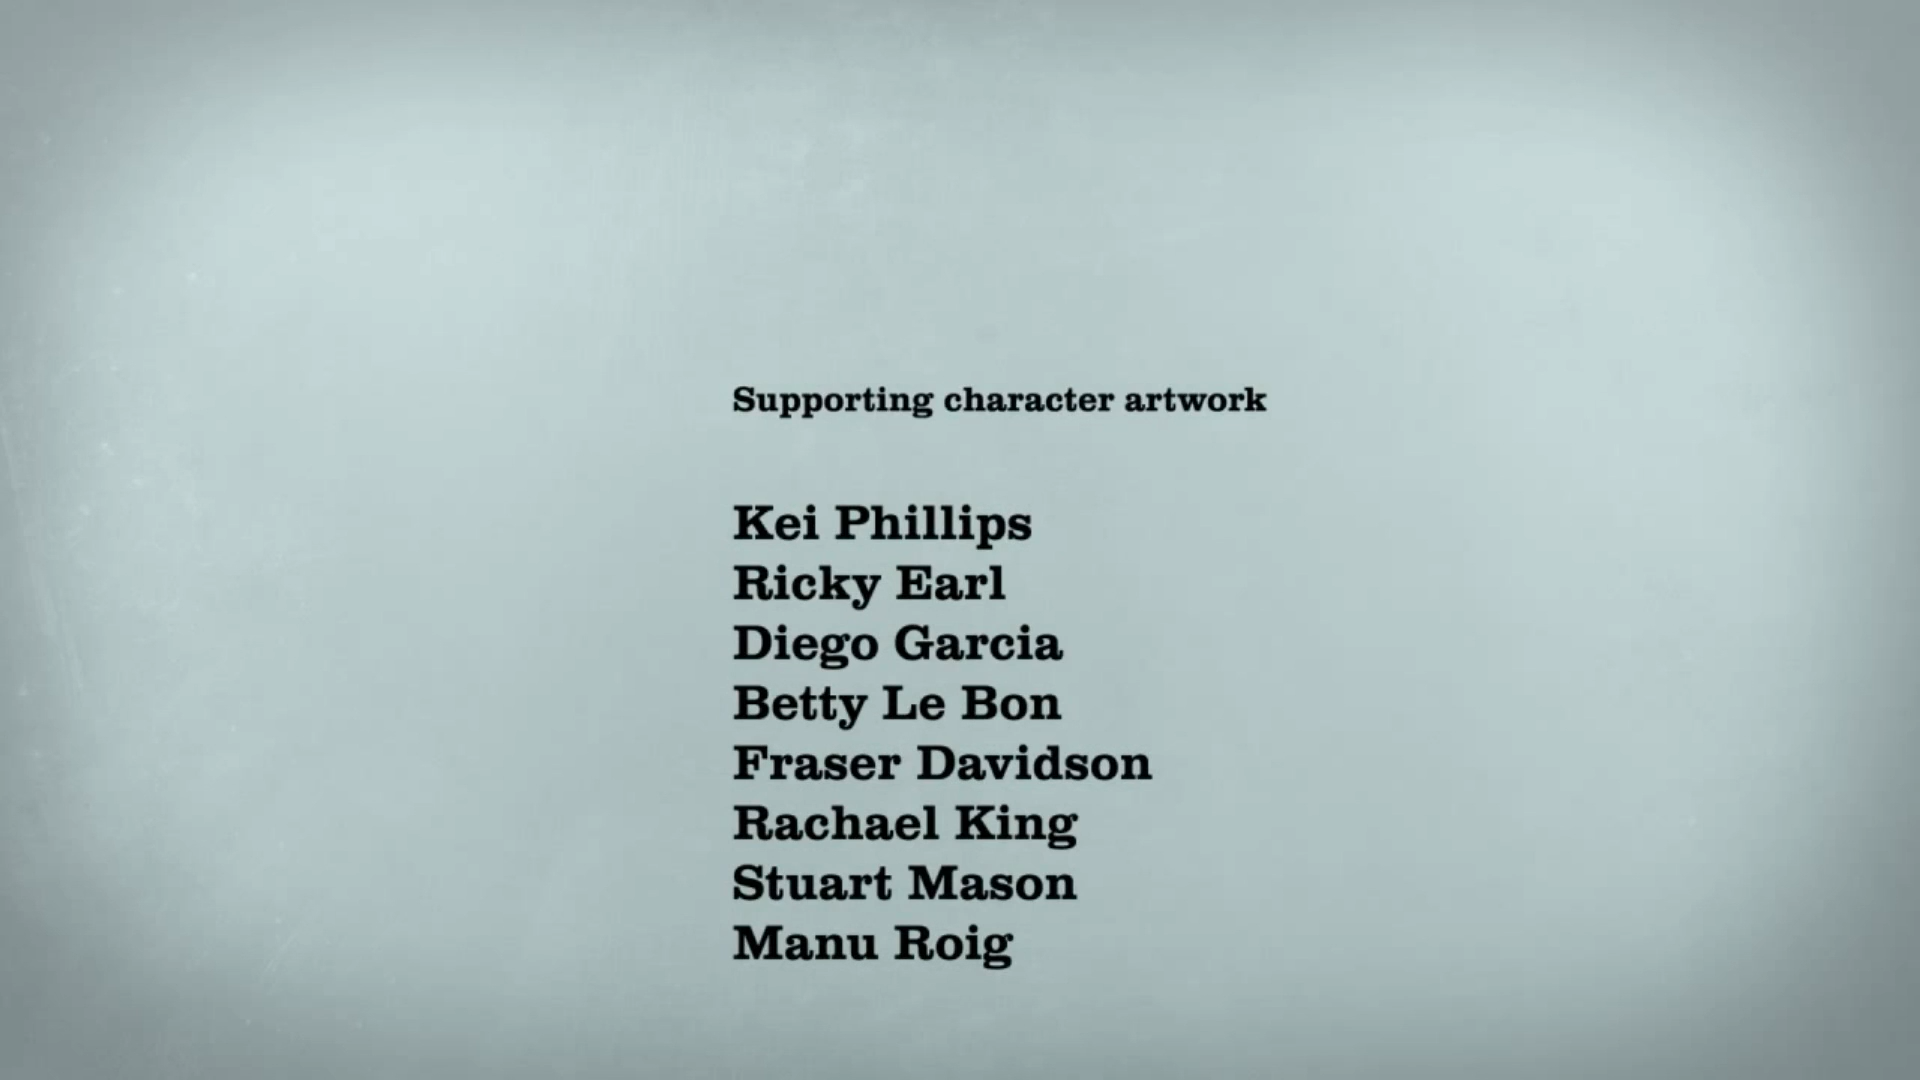 Supporting character artwork
Kei Phillips
Ricky Earl
Diego Garcia
Betty Le Bon
Fraser Davidson
Rachael King
Stuart Mason
Manu Roig